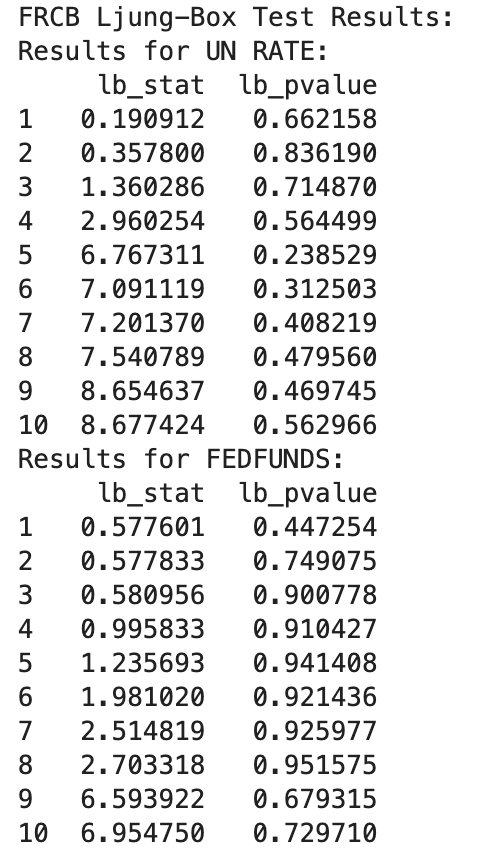 FRCB Ljung-Box Test Results:
Results for UN RATE:
lb_stat lb_pvalue
1 0.190912 0.662158
2 0.357800 0.836190
3 1.360286 0.714870
4 2.960254 0.564499
5 6.767311 0.238529
6 7.091119 0.312503
7 7.201370 0.408219
8 7.540789 0.479560
9 8.654637 0.469745
10 8.677424 0.562966
Results for FEDFUNDS:
lb_stat lb_pvalue
1 0.577601 0.447254
2 0.577833 0.749075
3 0.580956 0.900778
4 0.995833 0.910427
5 1.235693 0.941408
6 1.981020 0.921436
7 2.514819 0.925977
8 2.703318 0.951575
9 6.593922 0.679315
10 6.954750 0.729710